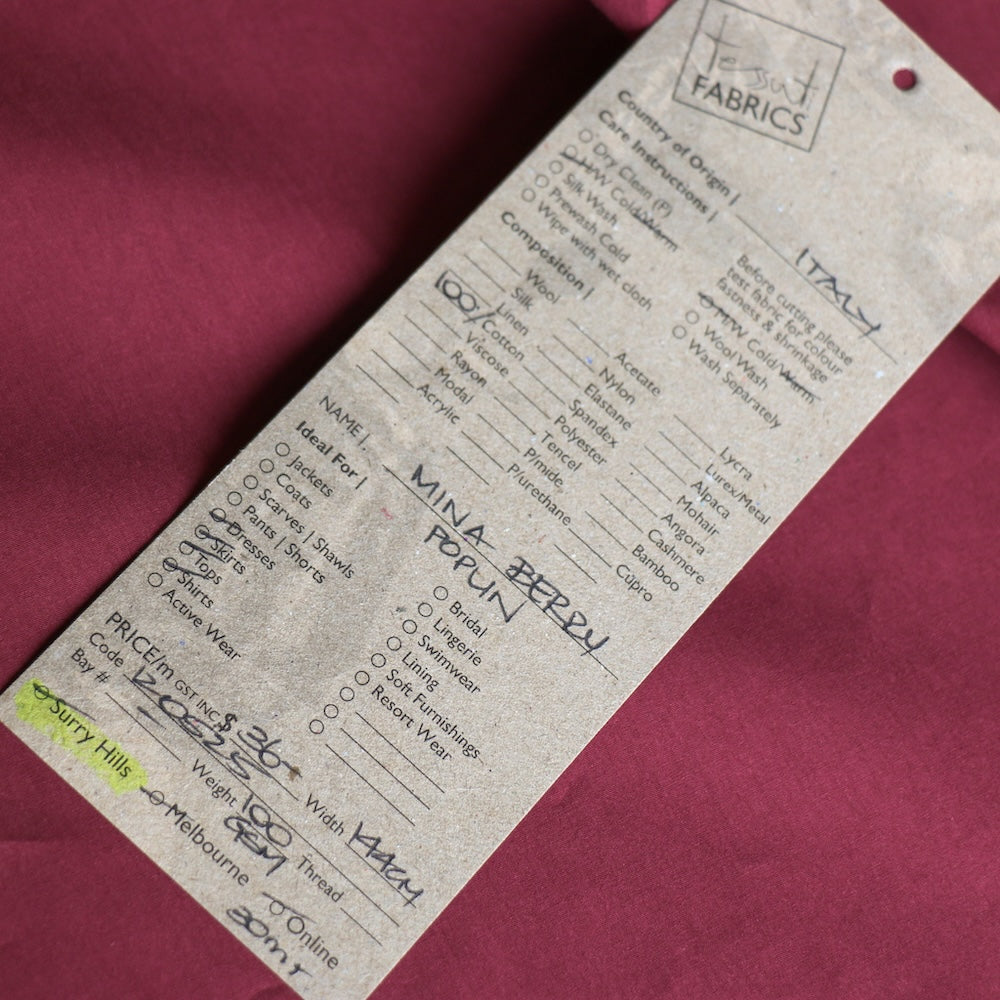 Tessuti
FABRICS
Country of Origin | ITALY
Care Instructions |
Dry Clean (P)
H/W Cold/Warm
Silk Wash
Prewash Cold
Wipe with wet cloth
Before cutting please
test fabric for colour
fastness & shrinkage
M/W Cold/Warm
Wool Wash
Wash Separately
Composition |
Wool
Silk
Linen
100/ Cotton
Viscose
Rayon
Modal
Acrylic
Acetate
Nylon
Elastane
Spandex
Polyester
Tencel
P/mide
P/urethane
Lycra
Lurex/Metal
Alpaca
Mohair
Angora
Cashmere
Bamboo
Cupro
NAME | MINA BERRY
POPLIN
Ideal For |
Jackets
Coats
Scarves | Shawls
Pants | Shorts
Dresses
Skirts
Tops
Shirts
Active Wear
Bridal
Lingerie
Swimwear
Lining
Soft Furnishings
Resort Wear
PRICE/m GST INC. $36-
Width 144cm
Code
Bay #
Weight 100
GSM
Thread
Surry Hills
Melbourne
Online
30mt